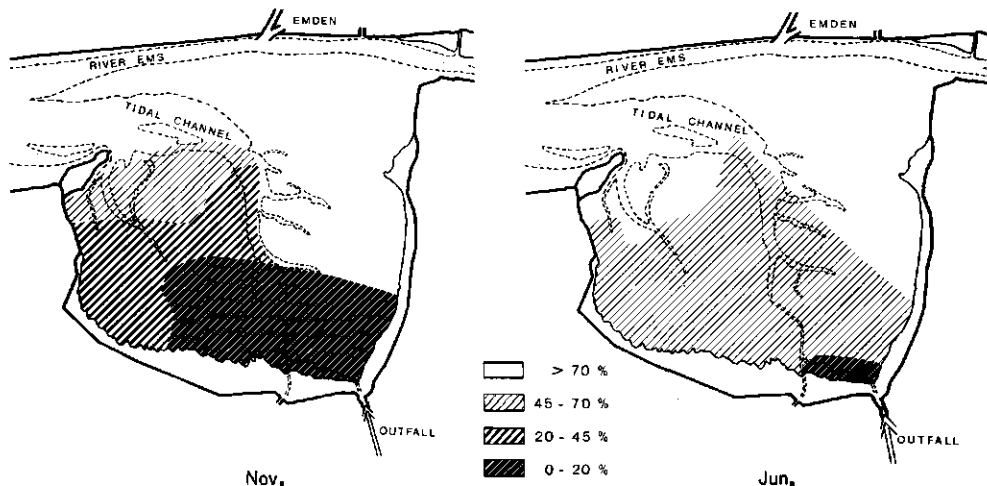 EMDEN
RIVER EMS
TIDAL CHANNEL
OUTFALL
Nov.
> 70 %
45 - 70 %
20 - 45 %
0 - 20 %
EMDEN
RIVER EMS
TIDAL CHANNEL
OUTFALL
Jun.